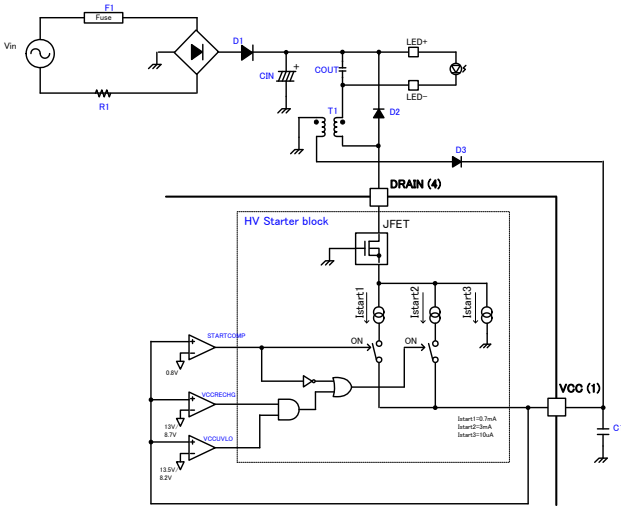 F1
Fuse
Vin
R1
D1
CIN
+
COUT
LED+
LED-
T1
D2
D3
DRAIN (4)
HV Starter block
JFET
Istart1
Istart2
Istart3
STARTCOMP
ON
ON
0.8V
VCC (1)
VCCRECHG
13V/
8.7V
VCCUVLO
13.5V/
8.2V
Istart1=0.7mA
Istart2=3mA
Istart3=10uA